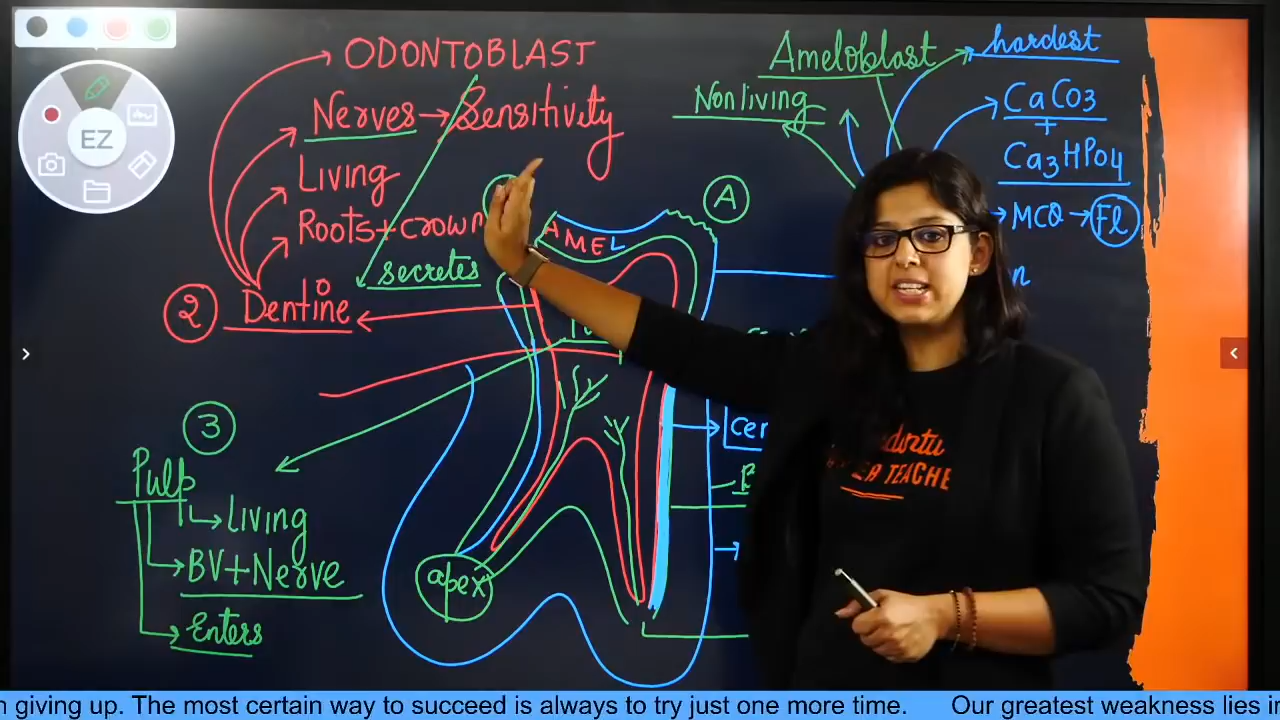 EZ
ODONTOBLAST
Nerves → Sensitivity
Living
Roots + crown
secretes
2 Dentine
3
Pulp
Living
BV+Nerve
Enters
apex
AMEL
A
Ameloblast
Nonliving
hardest
CaCo3
+
Ca3HPo4
MCQ → Fl
n
Cer
TEACHE
n giving up. The most certain way to succeed is always to try just one more time. Our greatest weakness lies in